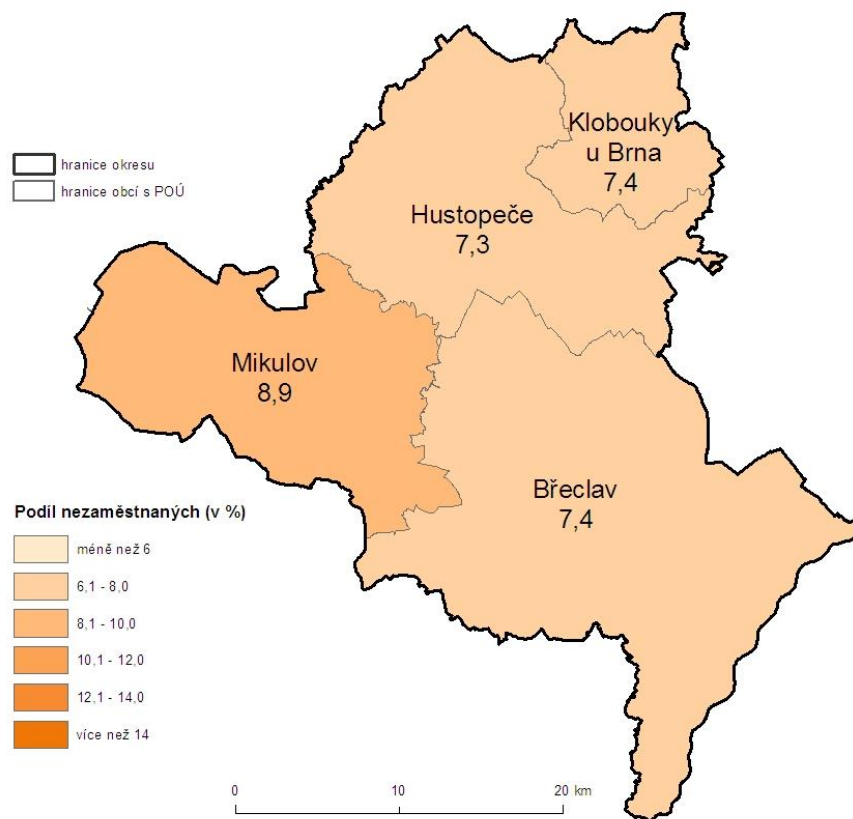 Klobouky
u Brna
7,4
hranice okresu
hranice obcí s POÚ
Hustopeče
7,3
Mikulov
8,9
Břeclav
7,4
Podíl nezaměstnaných (v %)
méně než 6
6,1 - 8,0
8,1 - 10,0
10,1 - 12,0
12,1 - 14,0
více než 14
0 10 20 km